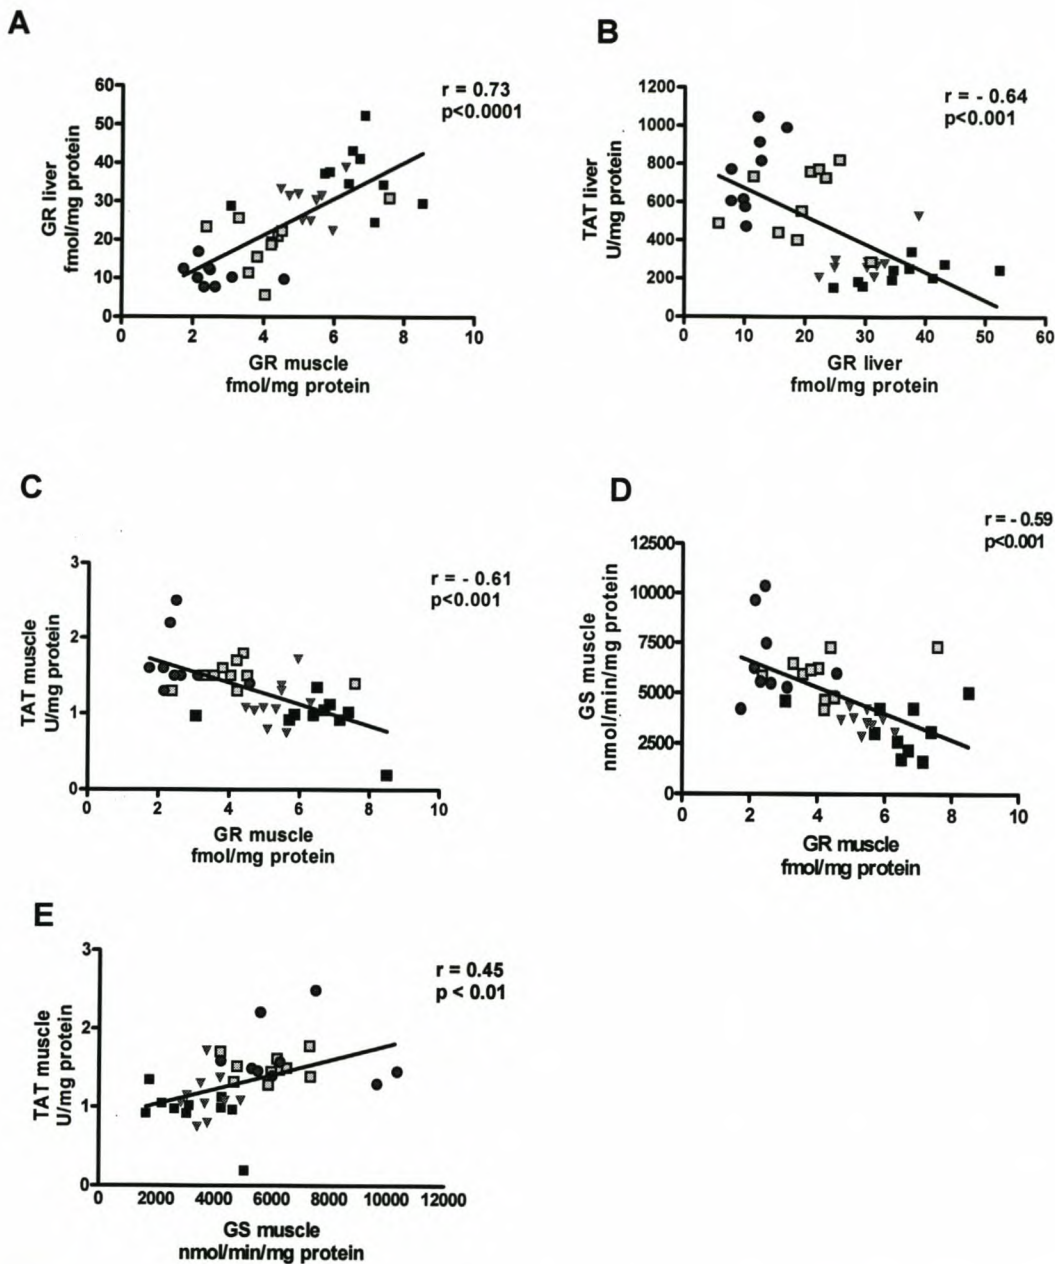 A
60
50
40
30
20
10
0
GR liver
fmol/mg protein
r = 0.73
p<0.0001
0 2 4 6 8 10
GR muscle
fmol/mg protein
B
1200
1000
800
600
400
200
0
TAT liver
U/mg protein
r = - 0.64
p<0.001
0 10 20 30 40 50 60
GR liver
fmol/mg protein
C
3
2
1
0
TAT muscle
U/mg protein
r = - 0.61
p<0.001
0 2 4 6 8 10
GR muscle
fmol/mg protein
D
12500
10000
7500
5000
2500
0
GS muscle
nmol/min/mg protein
r = - 0.59
p<0.001
0 2 4 6 8 10
GR muscle
fmol/mg protein
E
3
2
1
0
TAT muscle
U/mg protein
r = 0.45
p < 0.01
0 2000 4000 6000 8000 10000 12000
GS muscle
nmol/min/mg protein